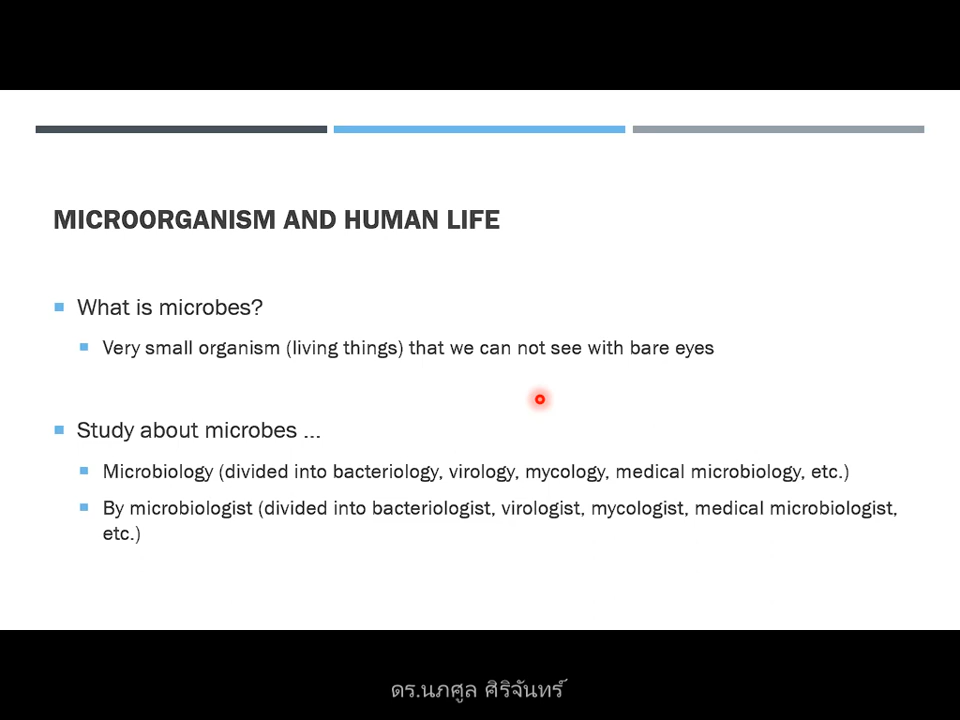 MICROORGANISM AND HUMAN LIFE
What is microbes?
Very small organism (living things) that we can not see with bare eyes
Study about microbes ...
Microbiology (divided into bacteriology, virology, mycology, medical microbiology, etc.)
By microbiologist (divided into bacteriologist, virologist, mycologist, medical microbiologist,
etc.)
ดร.นภศูล ศิริจันทร์